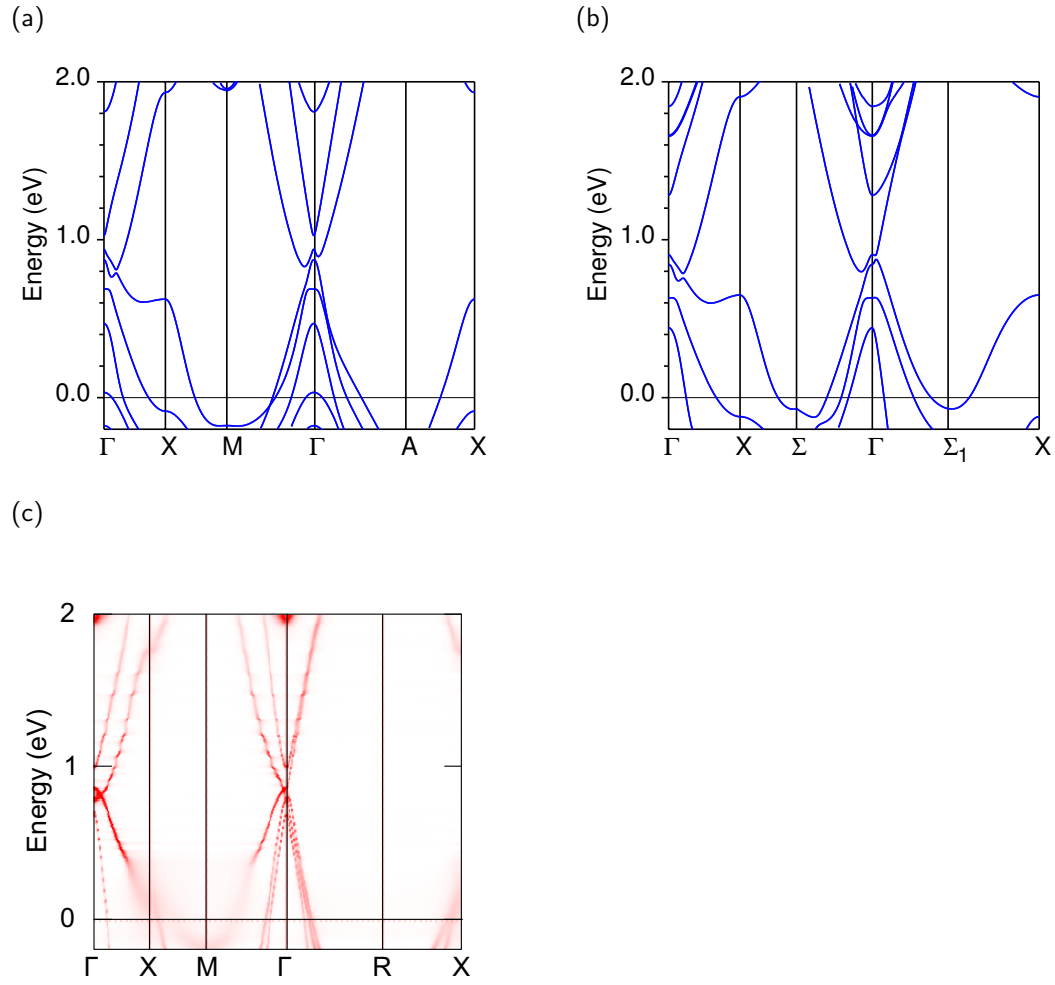 (a)
(b)
2.0
1.0
0.0
Energy (eV)
Γ X M Γ A X
2.0
1.0
0.0
Energy (eV)
Γ X Σ Γ Σ₁ X
(c)
2
1
0
Energy (eV)
Γ X M Γ R X